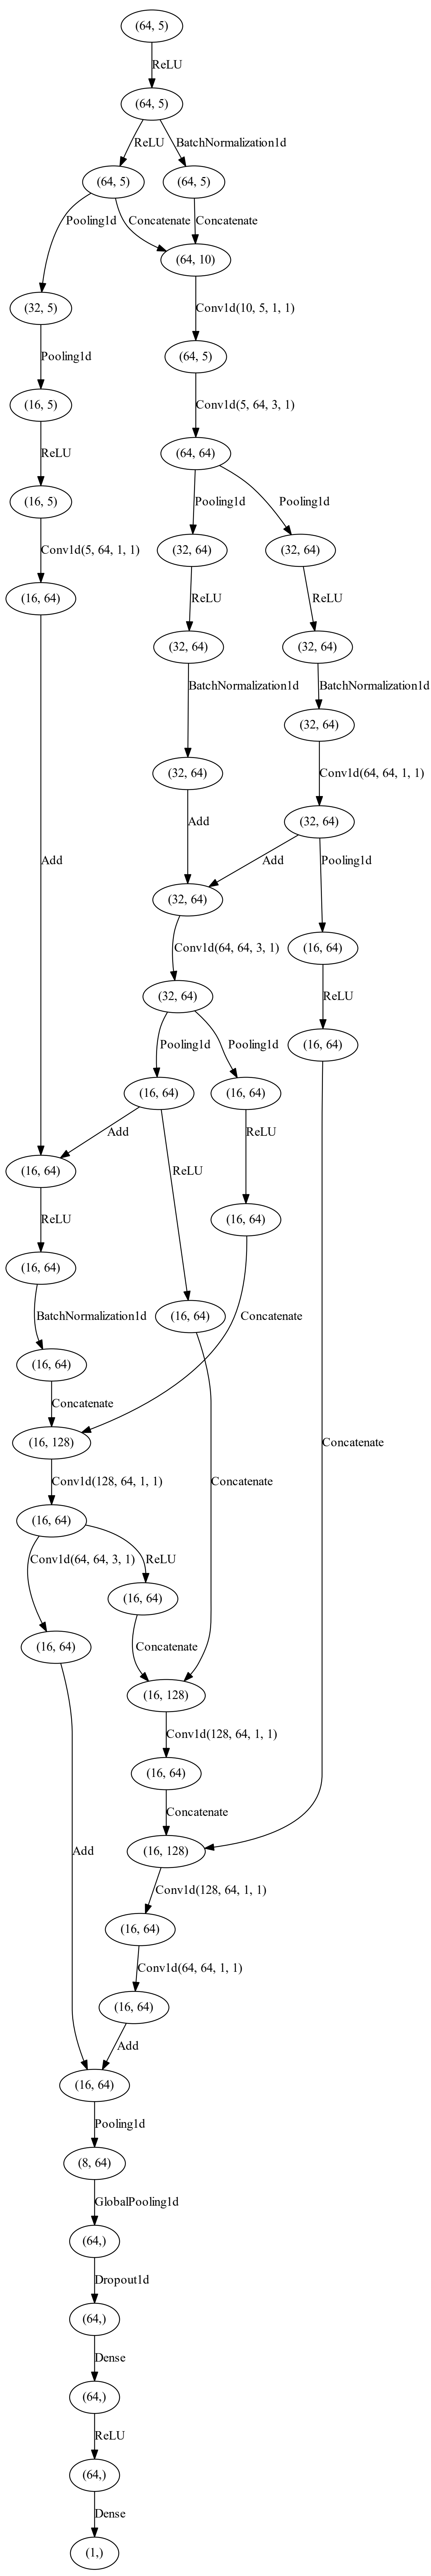 (64, 5)
ReLU
(64, 5)
ReLU BatchNormalization1d
(64, 5) (64, 5)
Pooling1d Concatenate Concatenate
(64, 10)
(32, 5) Conv1d(10, 5, 1, 1)
Pooling1d (64, 5)
(16, 5) Conv1d(5, 64, 3, 1)
ReLU (64, 64)
(16, 5) Pooling1d Pooling1d
Conv1d(5, 64, 1, 1) (32, 64) (32, 64)
(16, 64) ReLU ReLU
(32, 64) (32, 64)
BatchNormalization1d BatchNormalization1d
(32, 64)
(32, 64) Conv1d(64, 64, 1, 1)
Add (32, 64)
Add Add Pooling1d
(32, 64)
Conv1d(64, 64, 3, 1) (16, 64)
(32, 64) ReLU
Pooling1d Pooling1d (16, 64)
(16, 64) (16, 64)
Add ReLU
(16, 64) ReLU
ReLU (16, 64)
(16, 64)
BatchNormalization1d (16, 64) Concatenate
(16, 64)
Concatenate
(16, 128) Concatenate
Conv1d(128, 64, 1, 1) Concatenate
(16, 64)
Conv1d(64, 64, 3, 1) ReLU
(16, 64)
(16, 64) Concatenate
(16, 128)
Conv1d(128, 64, 1, 1)
(16, 64)
Concatenate
(16, 128)
Add Conv1d(128, 64, 1, 1)
(16, 64)
Conv1d(64, 64, 1, 1)
(16, 64)
Add
(16, 64)
Pooling1d
(8, 64)
GlobalPooling1d
(64,)
Dropout1d
(64,)
Dense
(64,)
ReLU
(64,)
Dense
(1,)